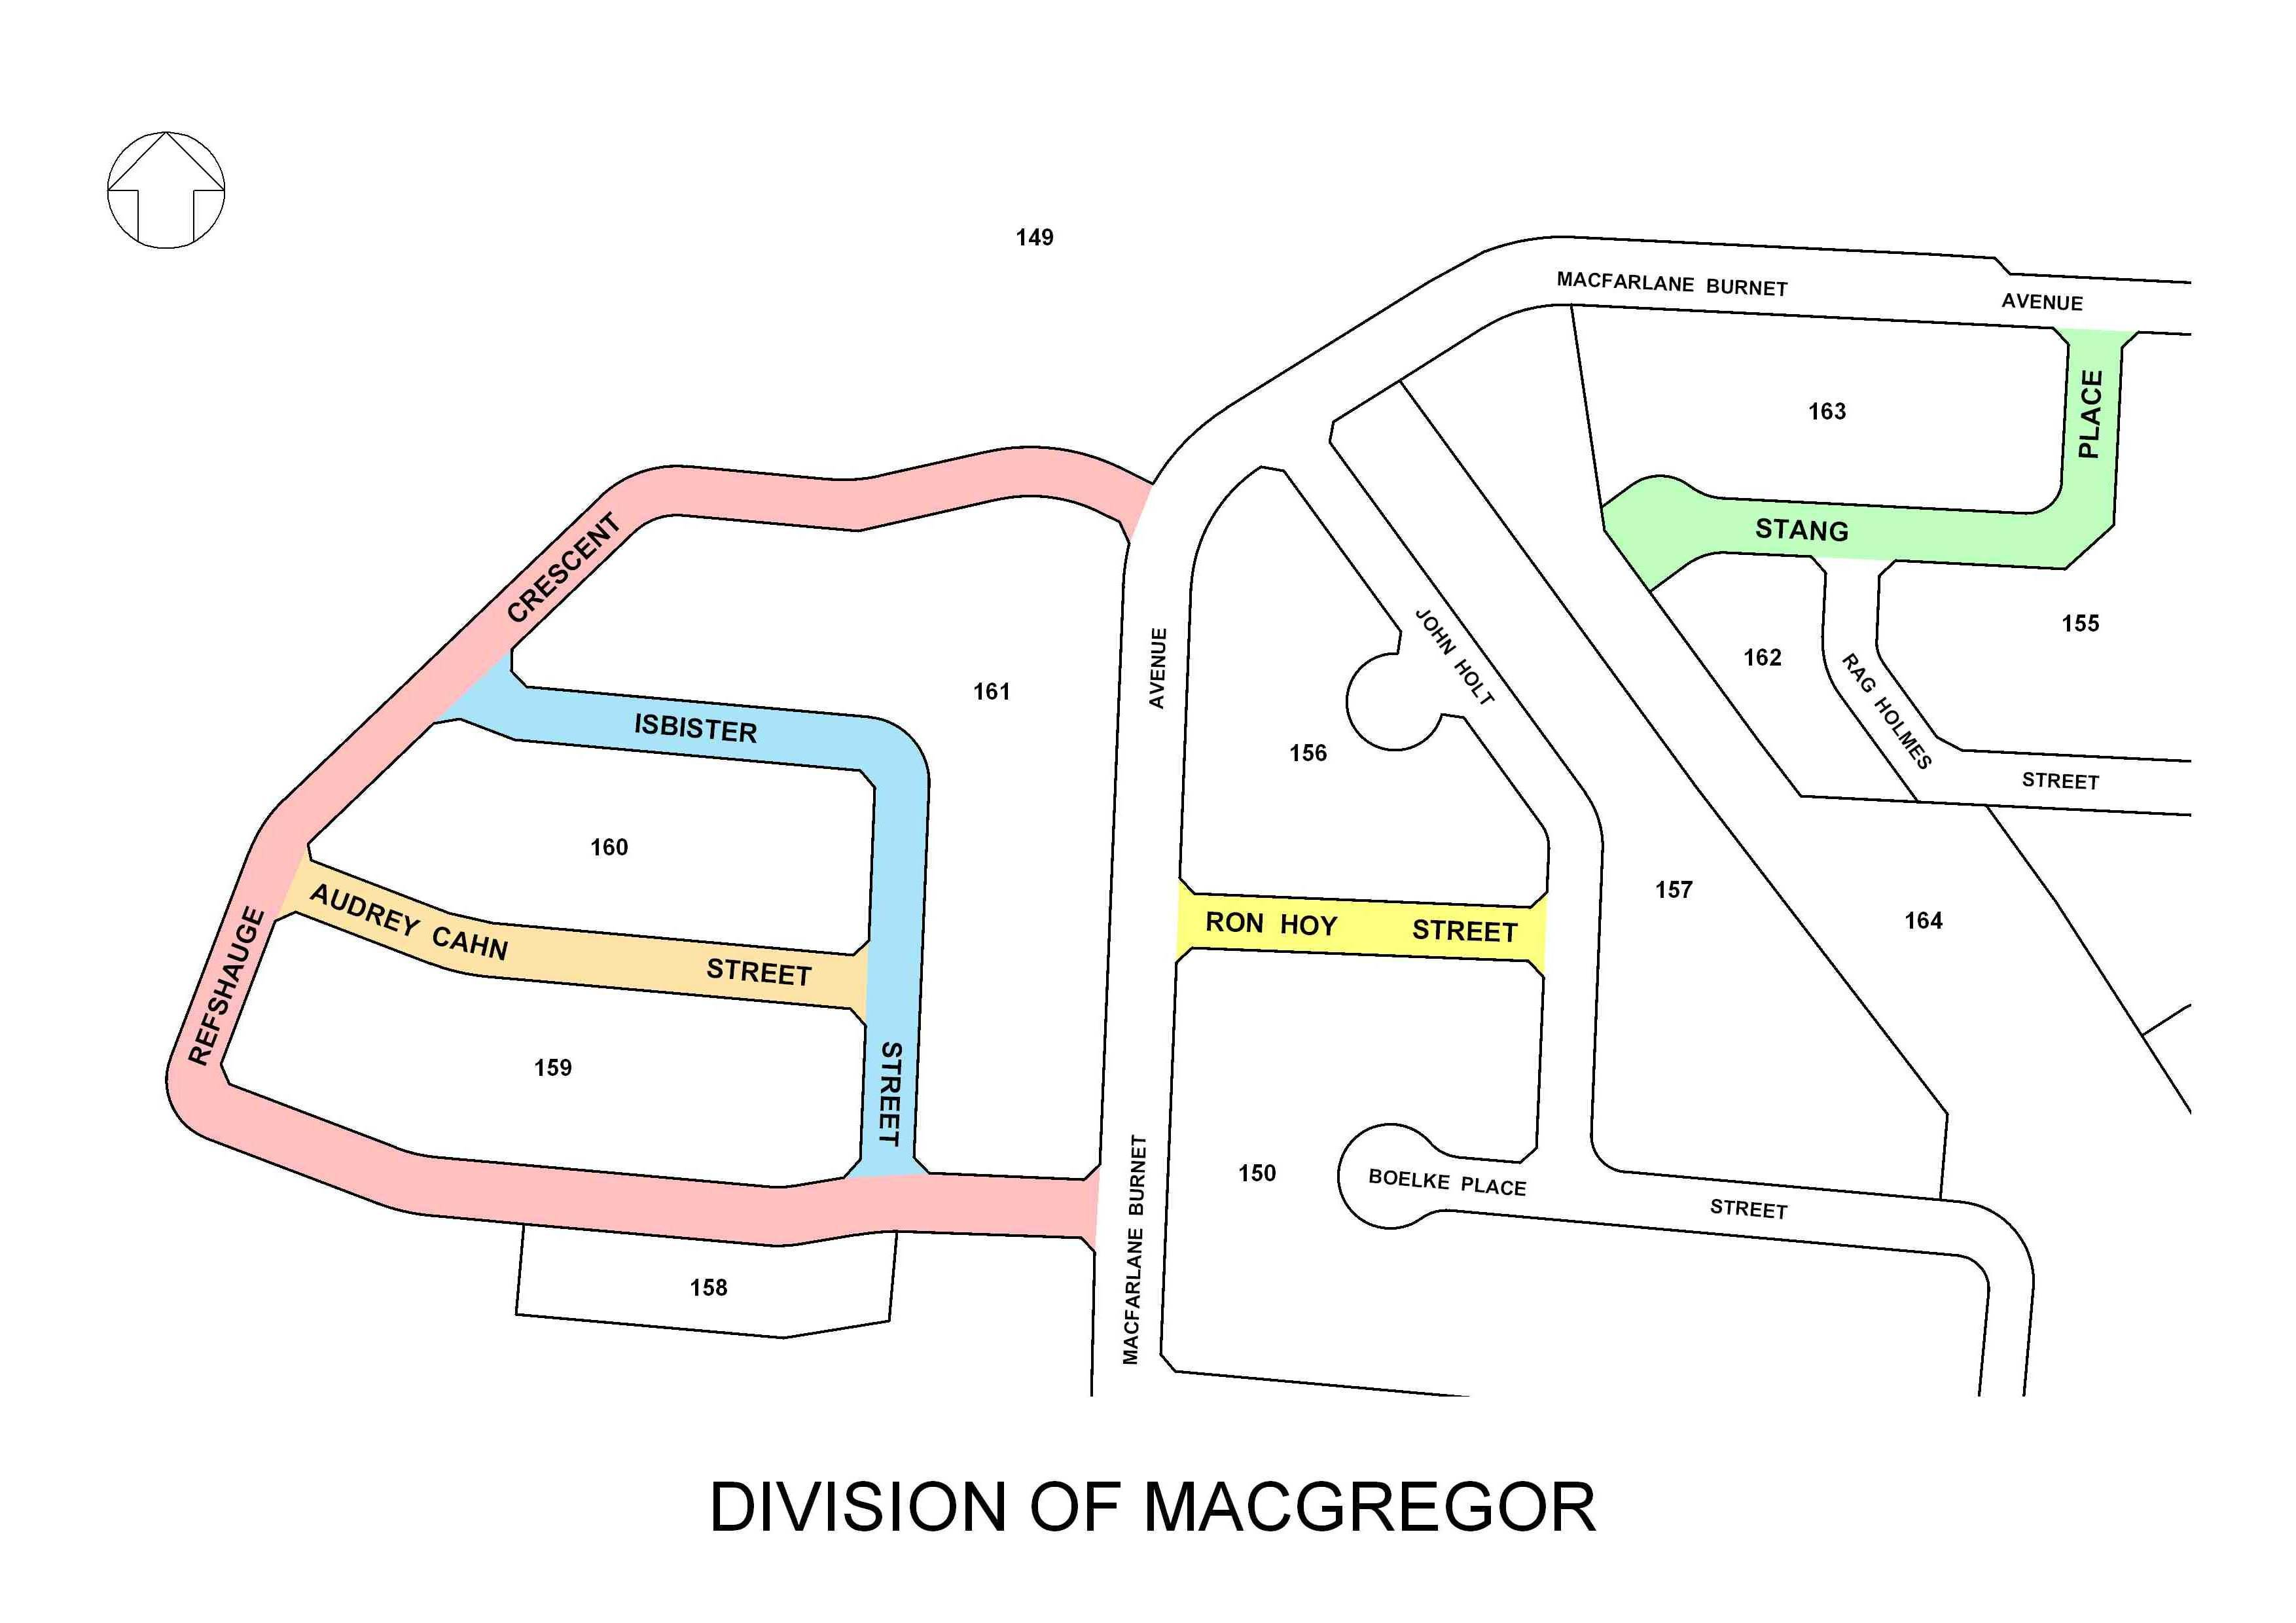 149
MACFARLANE BURNET
AVENUE
163
PLACE
STANG
CRESCENT
155
162
RAG HOLMES
STREET
161
ISBISTER
AVENUE
JOHN HOLT
156
160
157
164
AUDREY CAHN
STREET
RON HOY
STREET
REFSHAUGE
159
STREET
150
BOELKE PLACE
STREET
MACFARLANE BURNET
158
DIVISION OF MACGREGOR